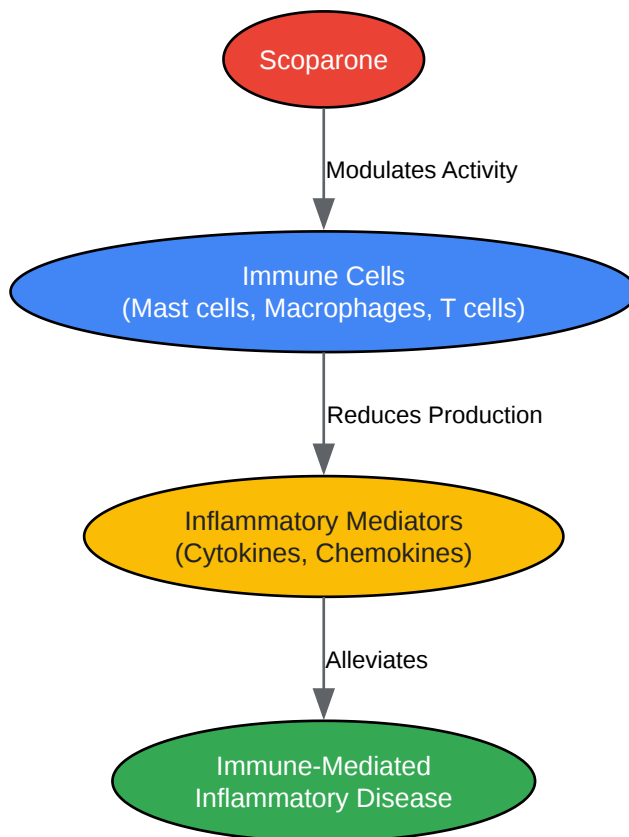 Scoparone
Modulates Activity
Immune Cells
(Mast cells, Macrophages, T cells)
Reduces Production
Inflammatory Mediators
(Cytokines, Chemokines)
Alleviates
Immune-Mediated
Inflammatory Disease